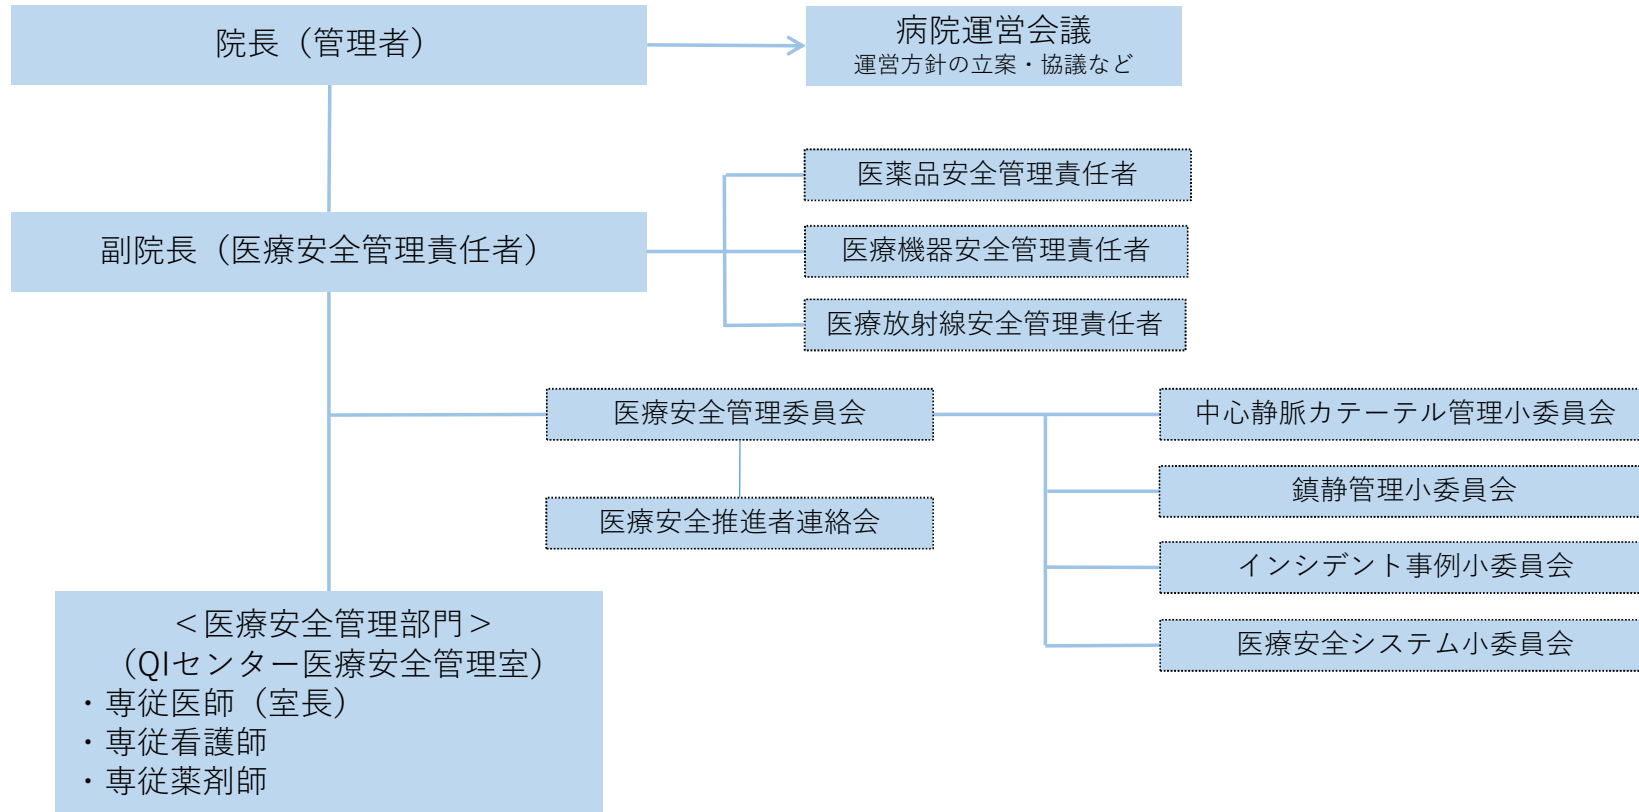 院長（管理者）
病院運営会議
運営方針の立案・協議など
医薬品安全管理責任者
副院長（医療安全管理責任者）
医療機器安全管理責任者
医療放射線安全管理責任者
医療安全管理委員会
中心静脈カテーテル管理小委員会
鎮静管理小委員会
医療安全推進者連絡会
インシデント事例小委員会
医療安全システム小委員会
＜医療安全管理部門＞
（QIセンター医療安全管理室）
・専従医師（室長）
・専従看護師
・専従薬剤師